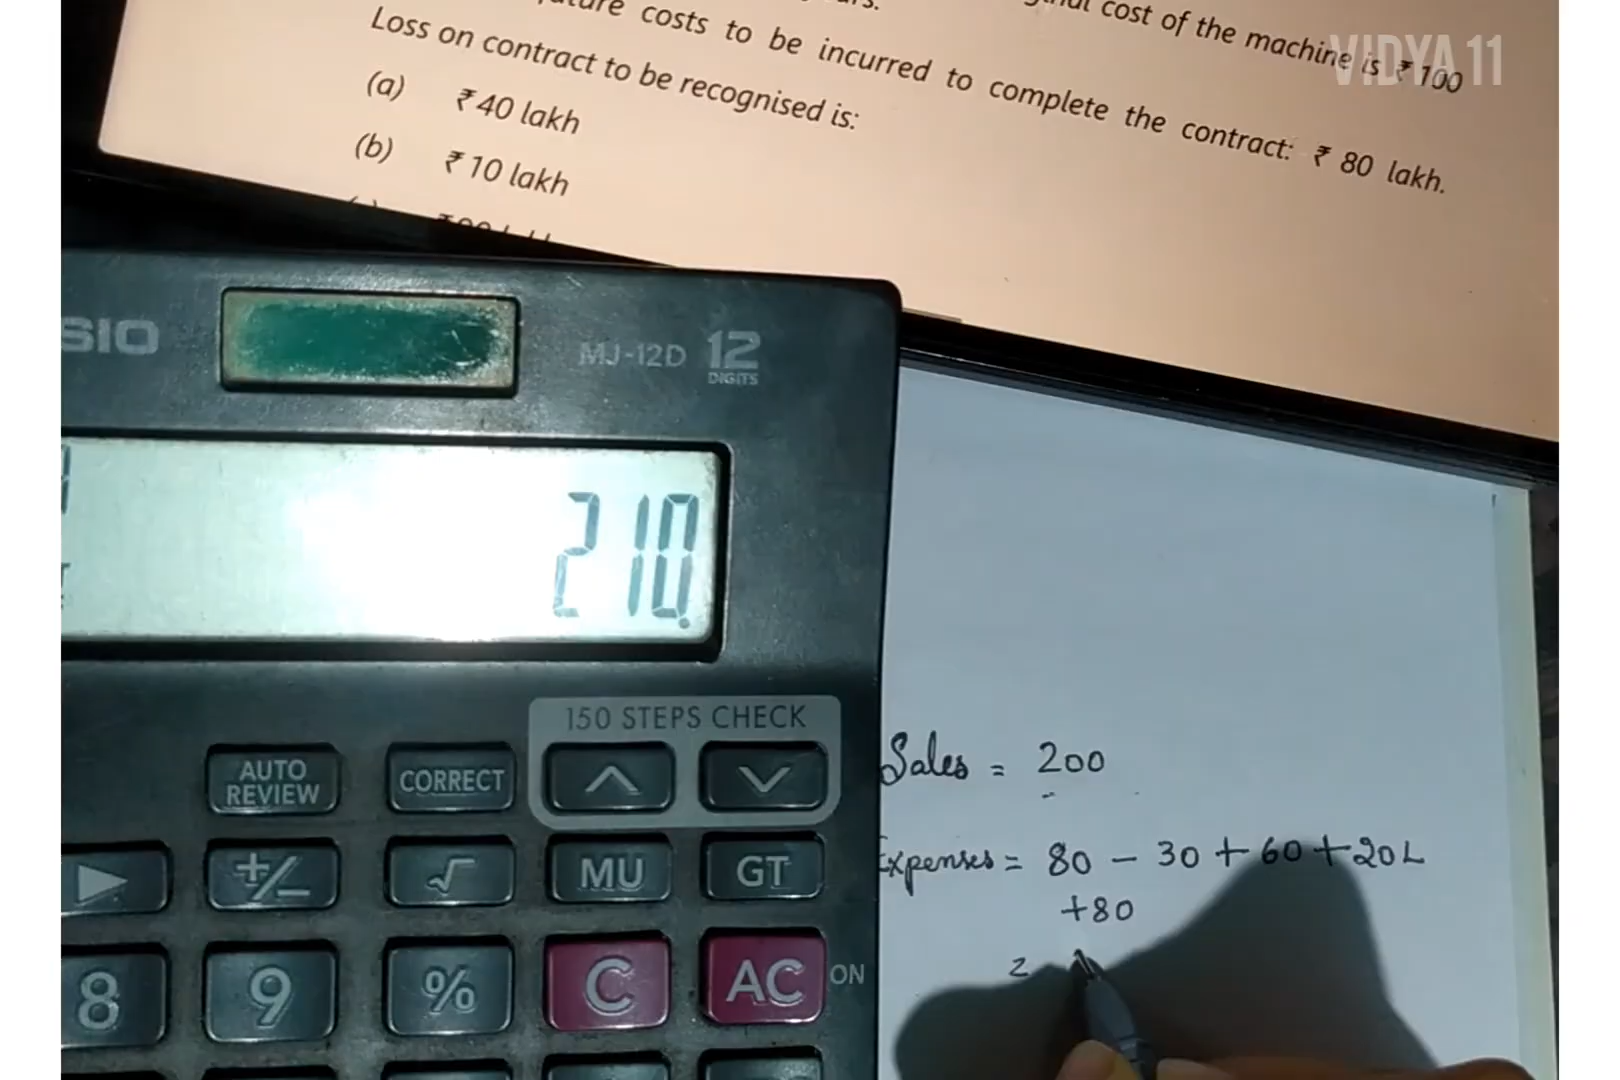 cost of the machine is ₹ 100
costs to be incurred to complete the contract: ₹ 80 lakh.
Loss on contract to be recognised is:
(a) ₹ 40 lakh
(b) ₹ 10 lakh
VIDYA 11
SIO
MJ-12D 12 DIGITS
210.
150 STEPS CHECK
AUTO REVIEW CORRECT
+/− √ MU GT
8 9 % C AC ON
Sales = 200
Expenses = 80 - 30 + 60 + 20L
+80
=